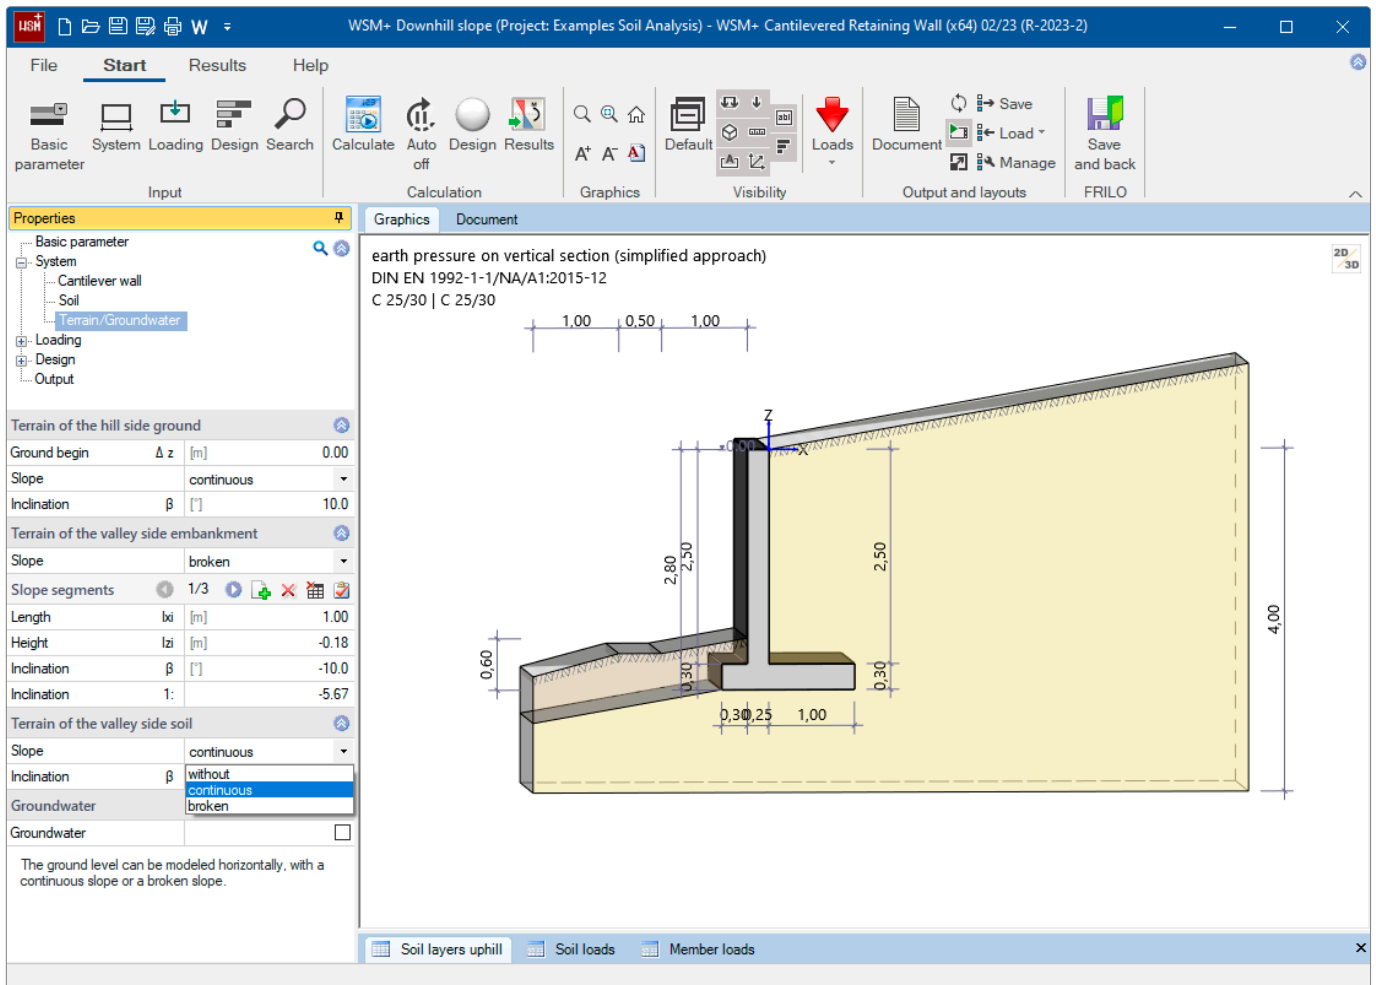 WSM+ W WSM+ Downhill slope (Project: Examples Soil Analysis) - WSM+ Cantilevered Retaining Wall (x64) 02/23 (R-2023-2)
File Start Results Help
Basic parameter
System
Loading
Design
Search
Input
Calculate
Auto off
Design
Results
Calculation
A+ A- A
Graphics
Default
abl
A
Visibility
Loads
Document
Save
Load
Manage
Output and layouts
Save and back
FRILO
Properties
Basic parameter
System
Cantilever wall
Soil
Terrain/Groundwater
Loading
Design
Output
Terrain of the hill side ground
Ground begin Δ z [m] 0.00
Slope continuous
Inclination β [°] 10.0
Terrain of the valley side embankment
Slope broken
Slope segments 1/3
Length lxi [m] 1.00
Height lzi [m] -0.18
Inclination β [°] -10.0
Inclination 1: -5.67
Terrain of the valley side soil
Slope continuous
Inclination β
without
continuous
broken
Groundwater
Groundwater
The ground level can be modeled horizontally, with a
continuous slope or a broken slope.
Graphics Document
earth pressure on vertical section (simplified approach)
DIN EN 1992-1-1/NA/A1:2015-12
C 25/30 | C 25/30
2D/3D
1,00 0,50 1,00
Z
0.00
X
2,80
2,50
2,50
4,00
0,60
0,30
0,30
0,30 0,25 1,00
Soil layers uphill Soil loads Member loads